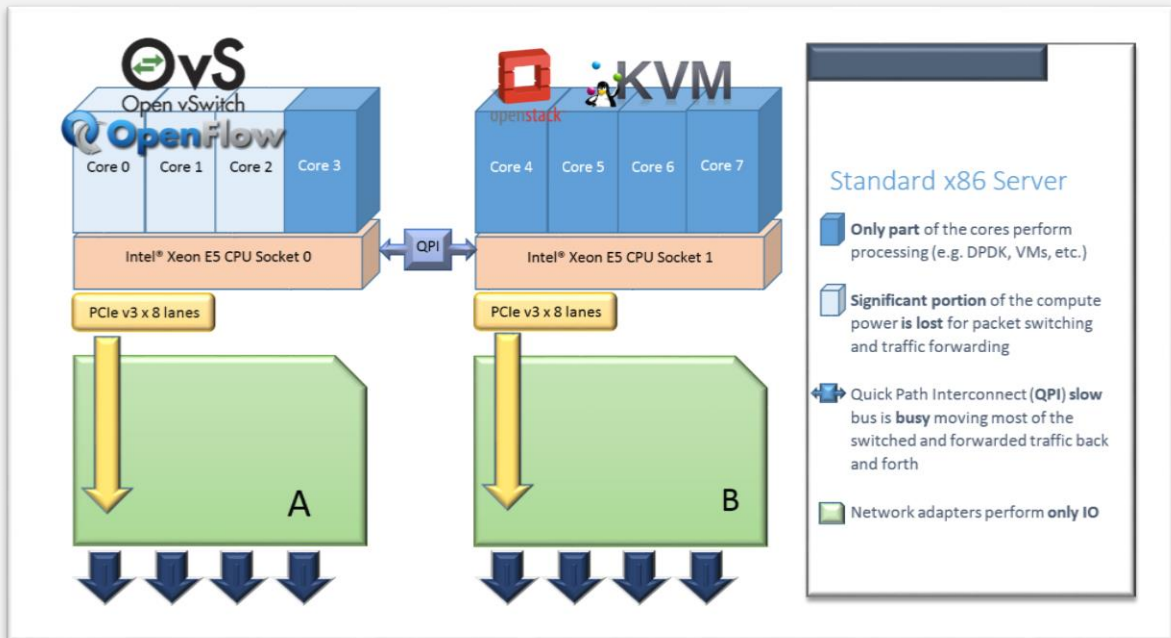 OvS
Open vSwitch
OpenFlow
Core 0
Core 1
Core 2
Core 3
Intel® Xeon E5 CPU Socket 0
PCIe v3 x 8 lanes
A
QPI
openstack
KVM
Core 4
Core 5
Core 6
Core 7
Intel® Xeon E5 CPU Socket 1
PCIe v3 x 8 lanes
B
Standard x86 Server
Only part of the cores perform
processing (e.g. DPDK, VMs, etc.)
Significant portion of the compute
power is lost for packet switching
and traffic forwarding
Quick Path Interconnect (QPI) slow
bus is busy moving most of the
switched and forwarded traffic back
and forth
Network adapters perform only IO